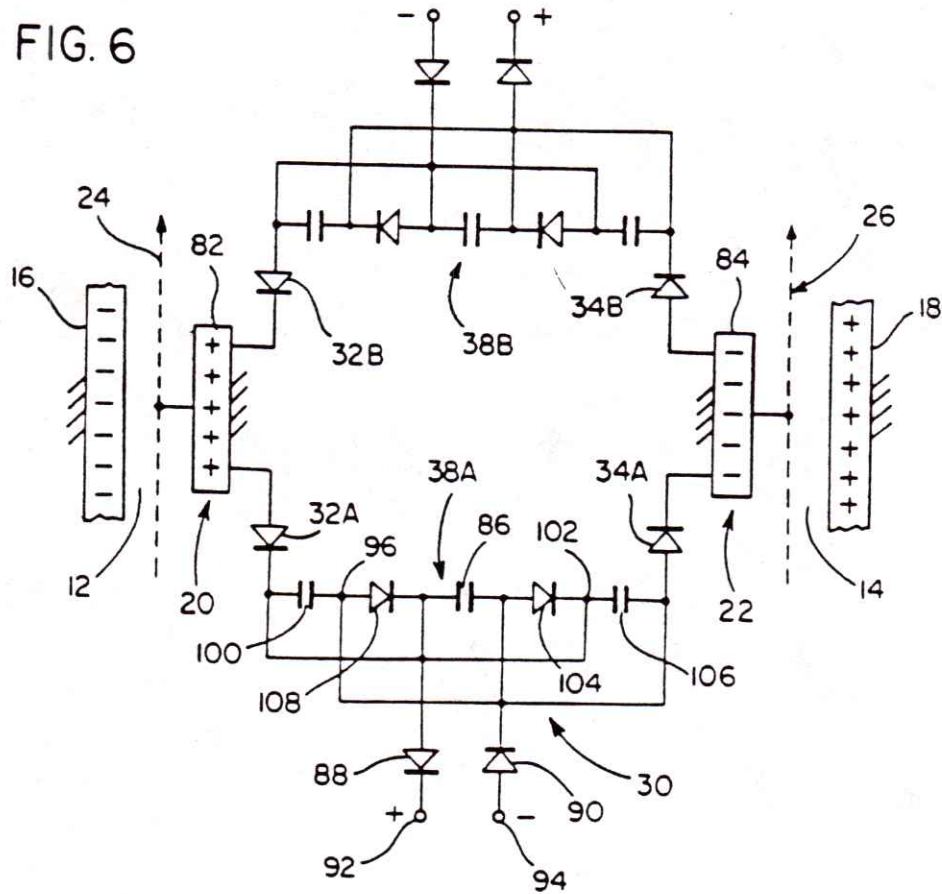 FIG. 6
- +
24
16
82
32B
38B
34B
84
26
18
- +
- + + -
- + - +
- + - +
- + - +
- + - +
- +
12
20
32A
96
38A
86
102
34A
22
14
100
108
104
106
88
90
30
+ -
92
94